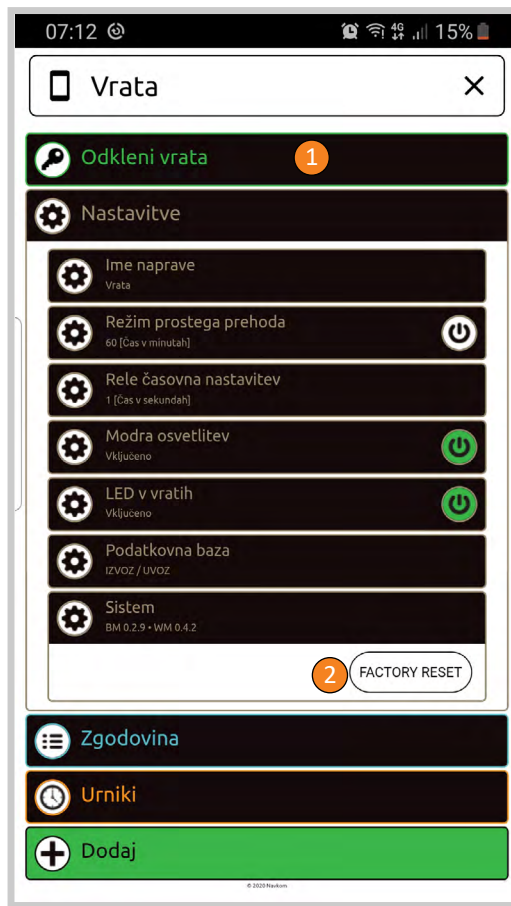 07:12 4G 15%
Vrata
Odkleni vrata 1
Nastavitve
Ime naprave
Vrata
Režim prostega prehoda
60 [Čas v minutah]
Rele časovna nastavitev
1 [Čas v sekundah]
Modra osvetlitev
Vključeno
LED v vratih
Vključeno
Podatkovna baza
IZVOZ / UVOZ
Sistem
BM 0.2.9 • WM 0.4.2
2 FACTORY RESET
Zgodovina
Urniki
Dodaj
© 2020 Navkom